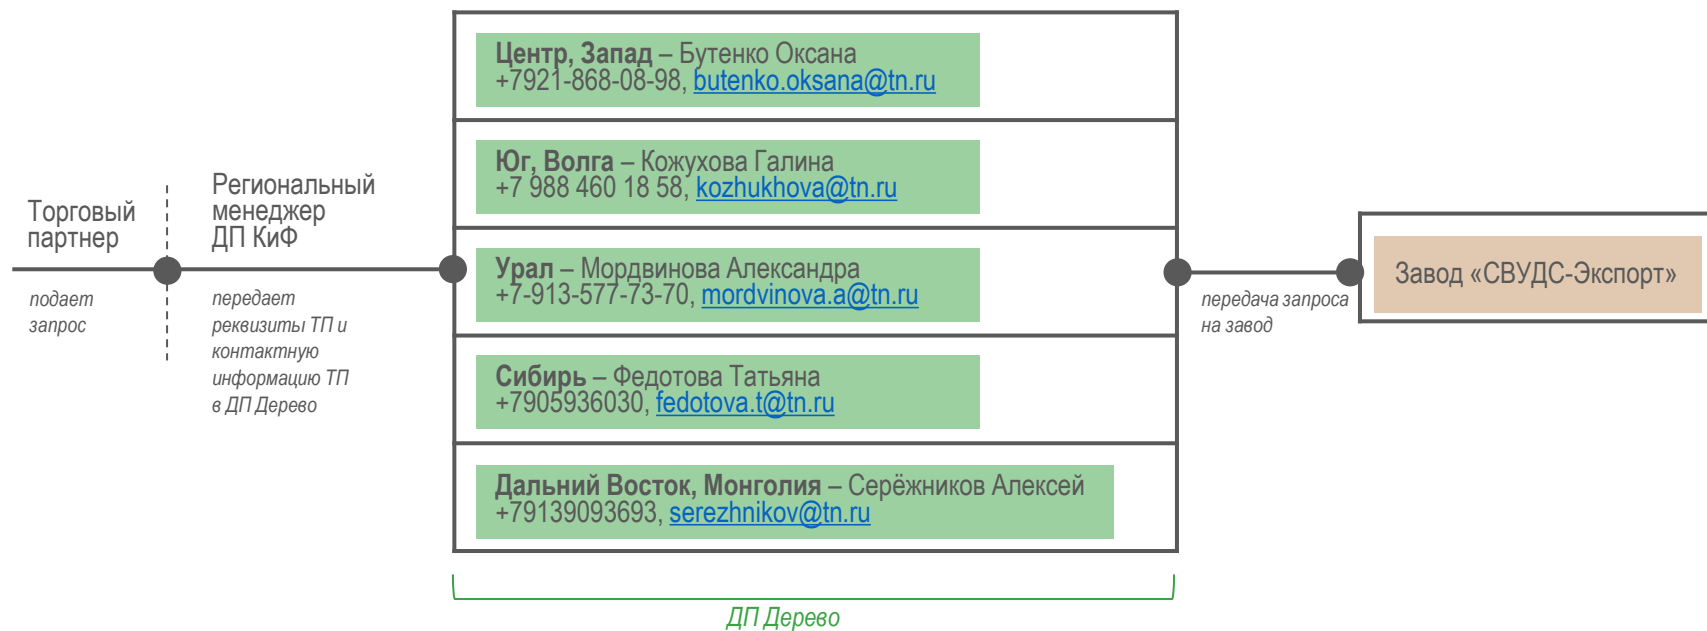 Торговый
партнер
подает
запрос
Региональный
менеджер
ДП КиФ
передает
реквизиты ТП и
контактную
информацию ТП
в ДП Дерево
Центр, Запад – Бутенко Оксана
+7921-868-08-98, butenko.oksana@tn.ru
Юг, Волга – Кожухова Галина
+7 988 460 18 58, kozhukhova@tn.ru
Урал – Мордвинова Александра
+7-913-577-73-70, mordvinova.a@tn.ru
Сибирь – Федотова Татьяна
+7905936030, fedotova.t@tn.ru
Дальний Восток, Монголия – Серёжников Алексей
+79139093693, serezhnikov@tn.ru
ДП Дерево
передача запроса
на завод
Завод «СВУДС-Экспорт»